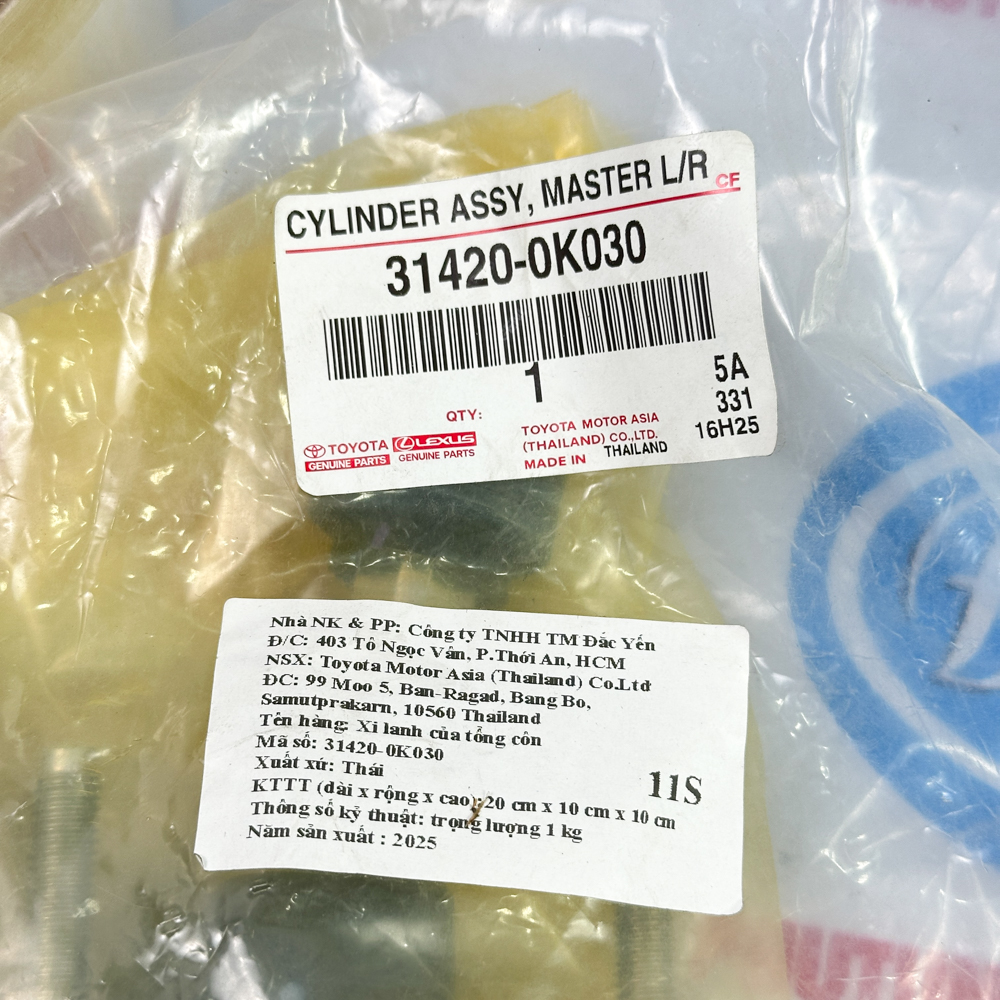 CYLINDER ASSY, MASTER L/R CF
31420-0K030
1
5A
331
16H25
QTY:
TOYOTA LEXUS
GENUINE PARTS GENUINE PARTS
TOYOTA MOTOR ASIA
(THAILAND) CO.,LTD.
MADE IN THAILAND
Nhà NK & PP: Công ty TNHH TM Đắc Yến
Đ/C: 403 Tô Ngọc Vân, P.Thới An, HCM
NSX: Toyota Motor Asia (Thailand) Co.Ltd
ĐC: 99 Moo 5, Ban-Ragad, Bang Bo,
Samutprakarn, 10560 Thailand
Tên hàng: Xi lanh của tổng côn
Mã số: 31420-0K030
Xuất xứ: Thái
11S
KTTT (dài x rộng x cao):20 cm x 10 cm x 10 cm
Thông số kỹ thuật: trọng lượng 1 kg
Năm sản xuất : 2025